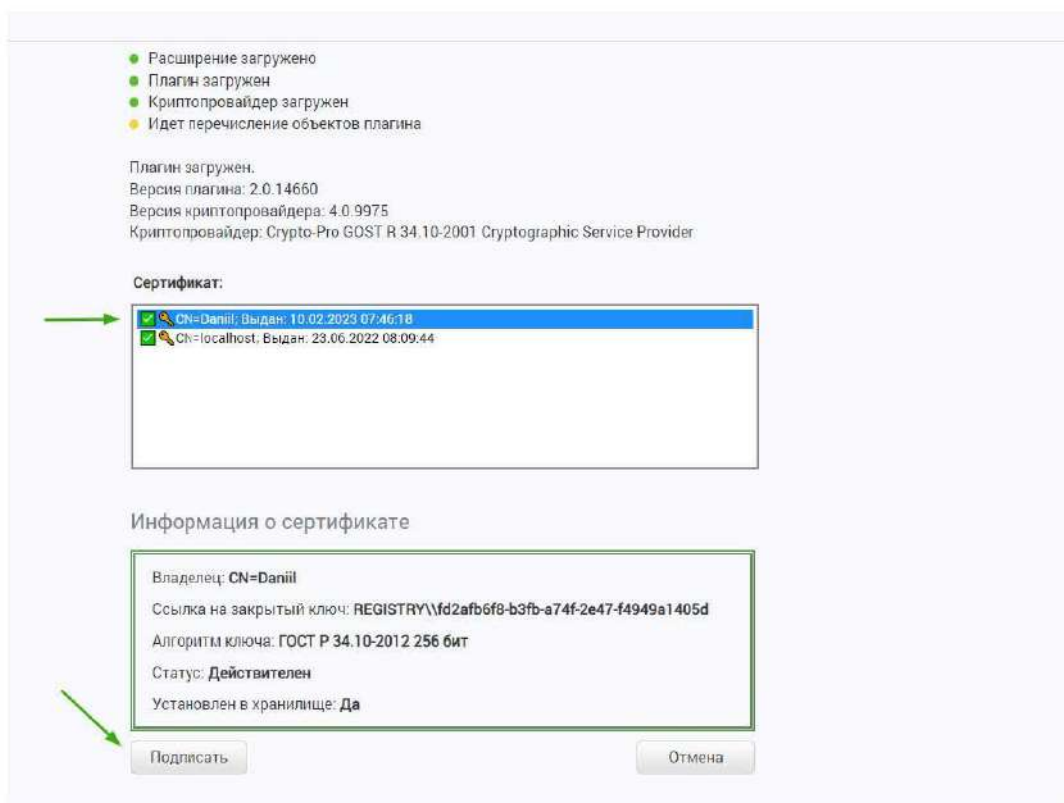 Расширение загружено
Плагин загружен
Криптопровайдер загружен
Идет перечисление объектов плагина
Плагин загружен.
Версия плагина: 2.0.14660
Версия криптопровайдера: 4.0.9975
Криптопровайдер: Crypto-Pro GOST R 34.10-2001 Cryptographic Service Provider
Сертификат:
CN=Daniil; Выдан: 10.02.2023 07:46:18
CN=localhost; Выдан: 23.06.2022 08:09:44
Информация о сертификате
Владелец: CN=Daniil
Ссылка на закрытый ключ: REGISTRY\\fd2afb6f8-b3fb-a74f-2e47-f4949a1405d
Алгоритм ключа: ГОСТ Р 34.10-2012 256 бит
Статус: Действителен
Установлен в хранилище: Да
Подписать
Отмена